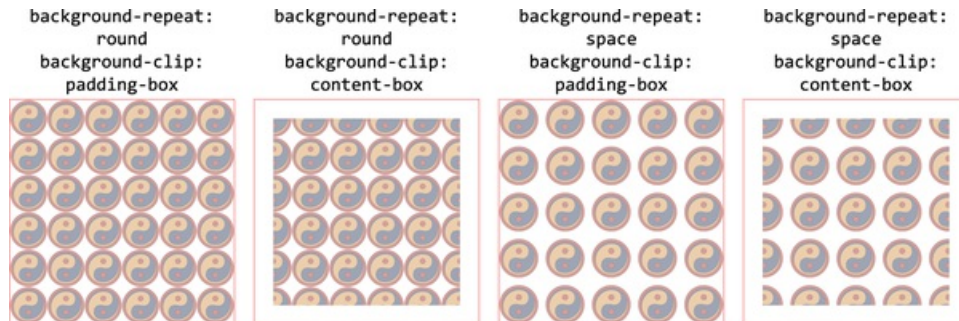 background-repeat:
round
background-clip:
padding-box
background-repeat:
round
background-clip:
content-box
background-repeat:
space
background-clip:
padding-box
background-repeat:
space
background-clip:
content-box